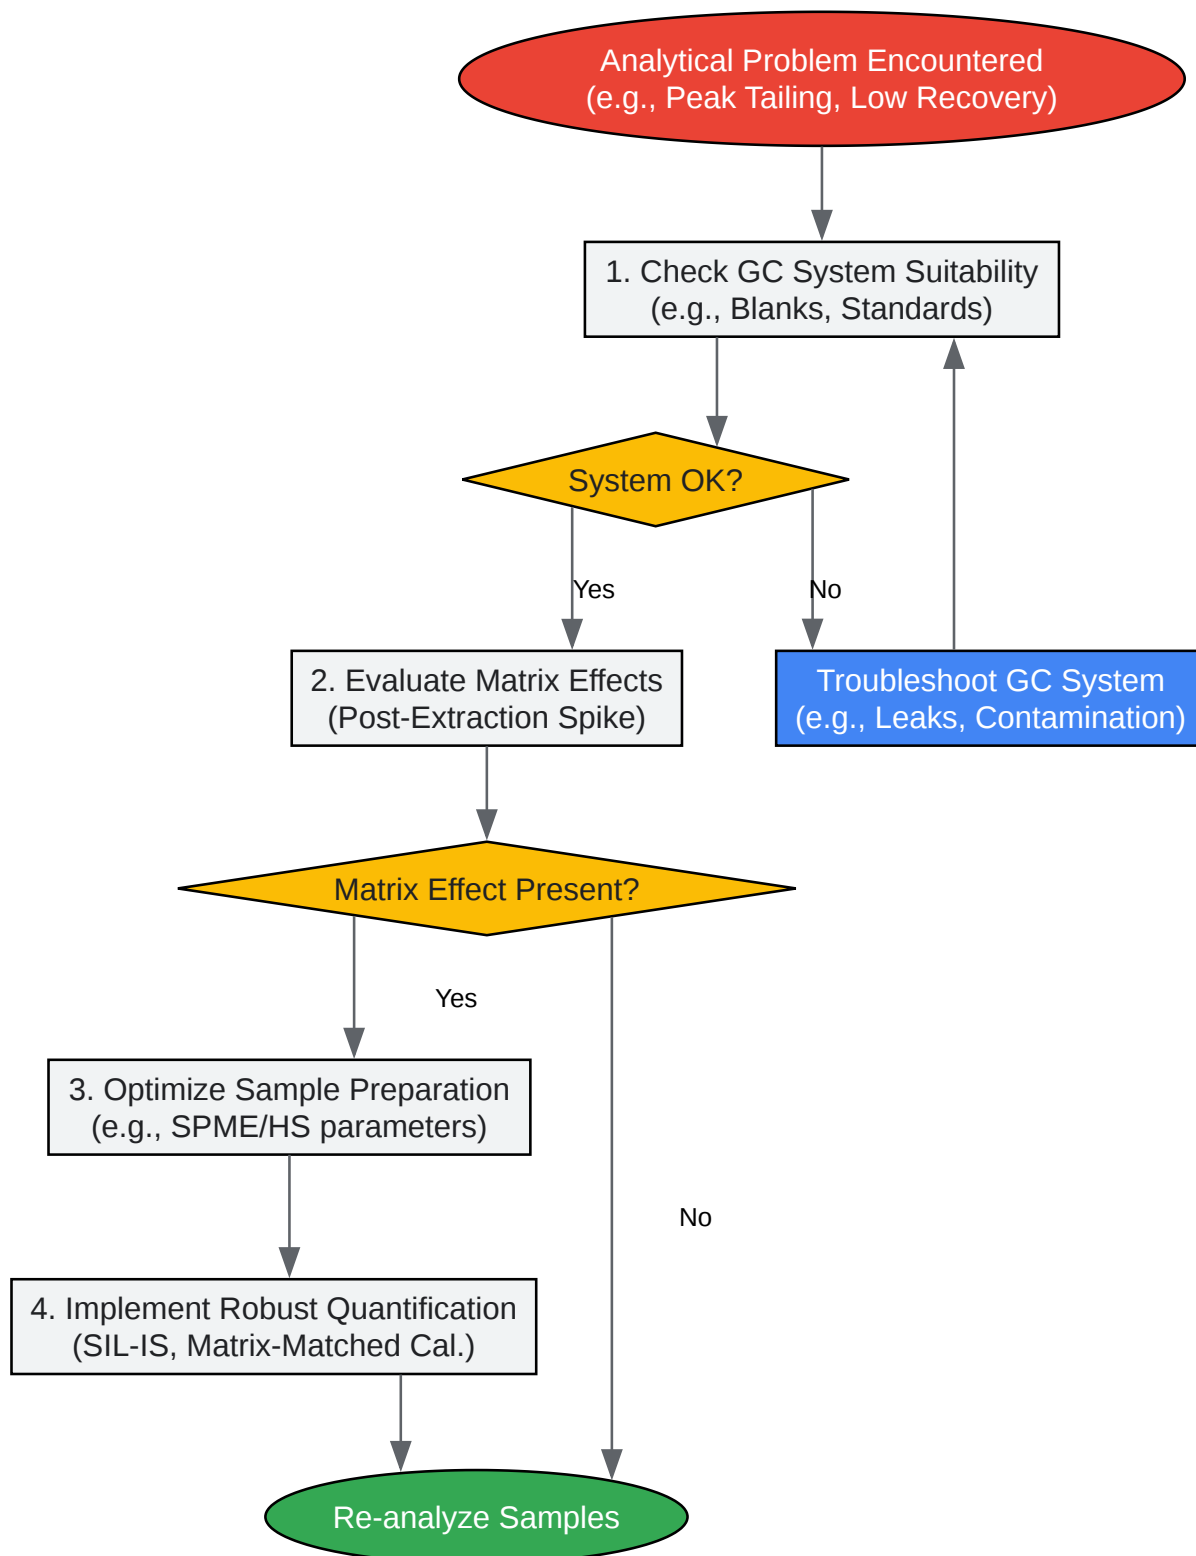 Analytical Problem Encountered
(e.g., Peak Tailing, Low Recovery)
1. Check GC System Suitability
(e.g., Blanks, Standards)
System OK?
Yes
No
2. Evaluate Matrix Effects
(Post-Extraction Spike)
Troubleshoot GC System
(e.g., Leaks, Contamination)
Matrix Effect Present?
Yes
3. Optimize Sample Preparation
(e.g., SPME/HS parameters)
No
4. Implement Robust Quantification
(SIL-IS, Matrix-Matched Cal.)
Re-analyze Samples